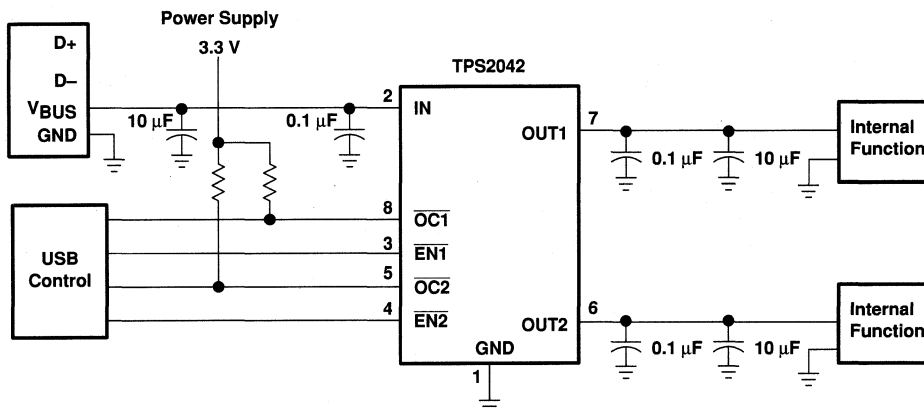 Power Supply
3.3 V
D+
D–
VBUS
GND
10 µF
0.1 µF
TPS2042
2
IN
OUT1
7
0.1 µF
10 µF
Internal
Function
USB
Control
8
OC1
3
EN1
5
OC2
4
EN2
OUT2
6
0.1 µF
10 µF
Internal
Function
GND
1